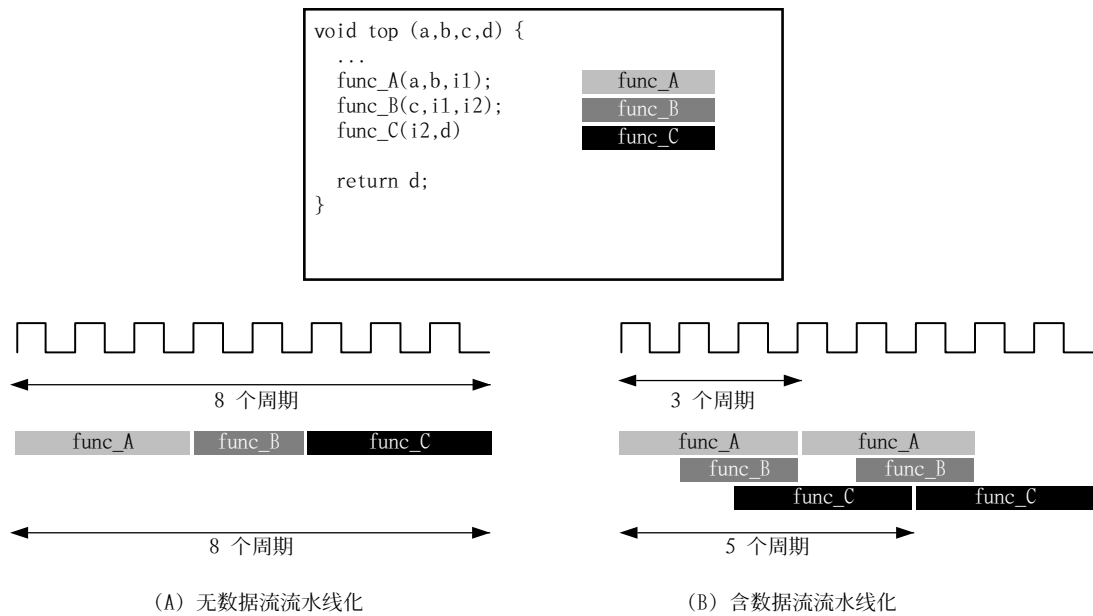 void top (a,b,c,d) {
...
func_A(a,b,i1);
func_B(c,i1,i2);
func_C(i2,d)
return d;
}
func_A
func_B
func_C
8 个周期
func_A func_B func_C
8 个周期
(A) 无数据流流水线化
3 个周期
func_A func_A
func_B func_B
func_C func_C
5 个周期
(B) 含数据流流水线化